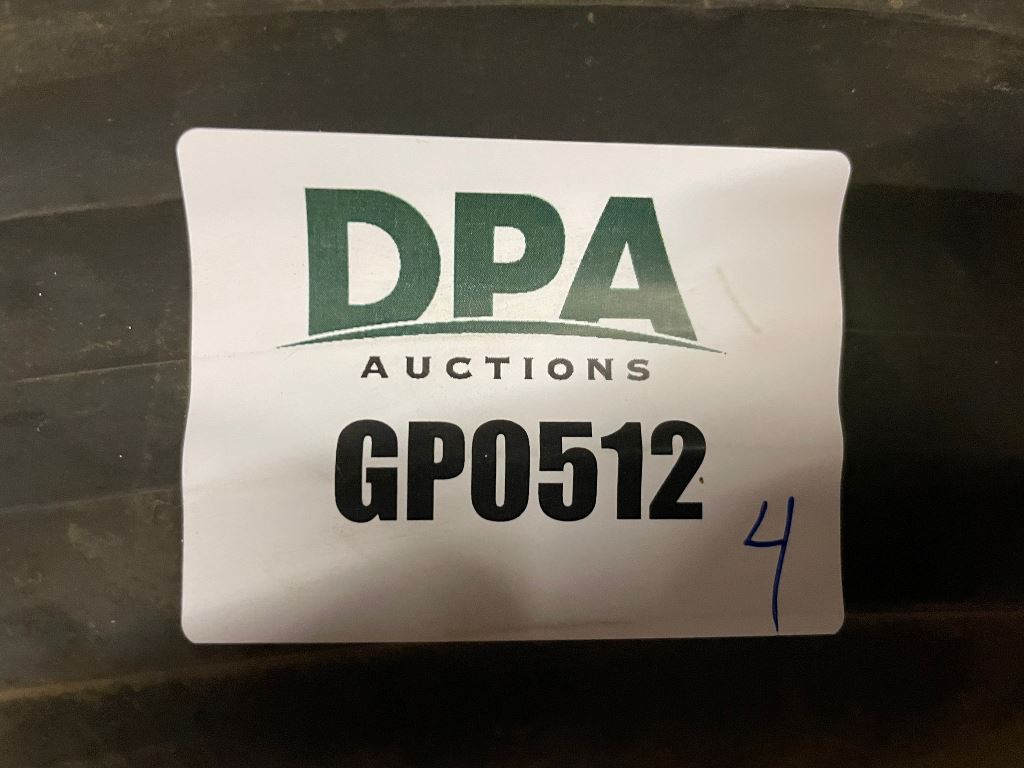 DPA
AUCTIONS
GP0512
4